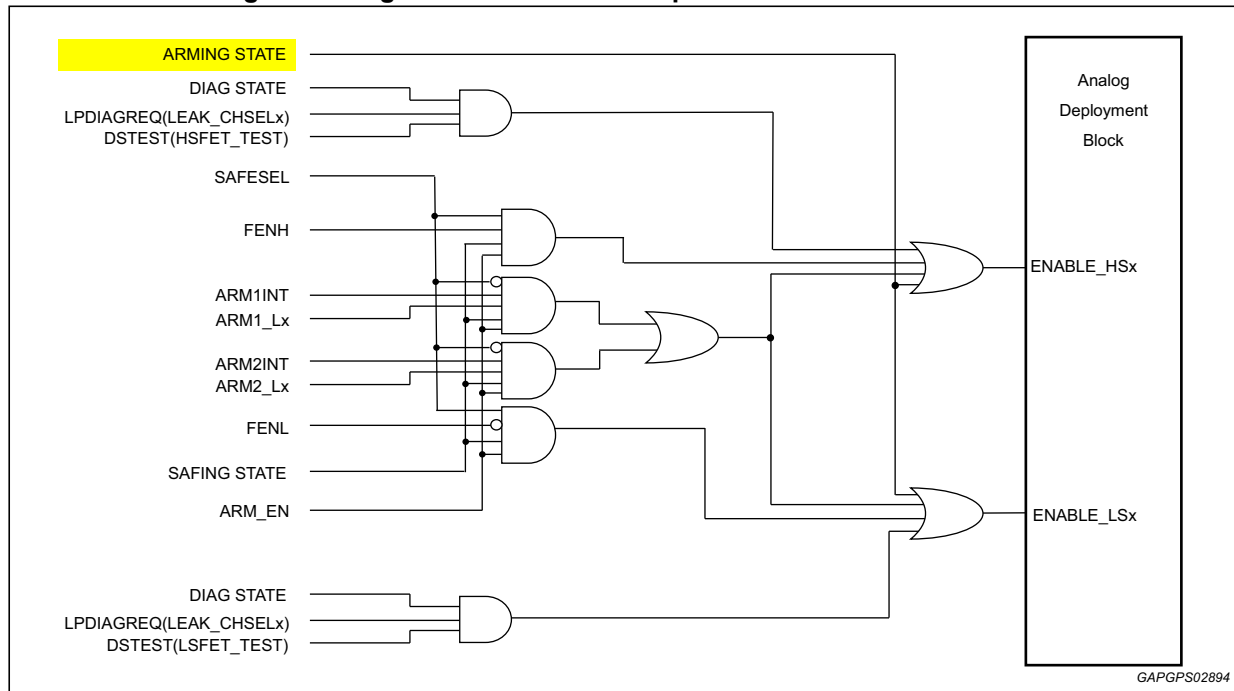 ARMING STATE
DIAG STATE
LPDIAGREQ(LEAK_CHSELx)
DSTEST(HSFET_TEST)
SAFESEL
FENH
ARM1INT
ARM1_Lx
ARM2INT
ARM2_Lx
FENL
SAFING STATE
ARM_EN
DIAG STATE
LPDIAGREQ(LEAK_CHSELx)
DSTEST(LSFET_TEST)
Analog
Deployment
Block
ENABLE_HSx
ENABLE_LSx
GAPGPS02894